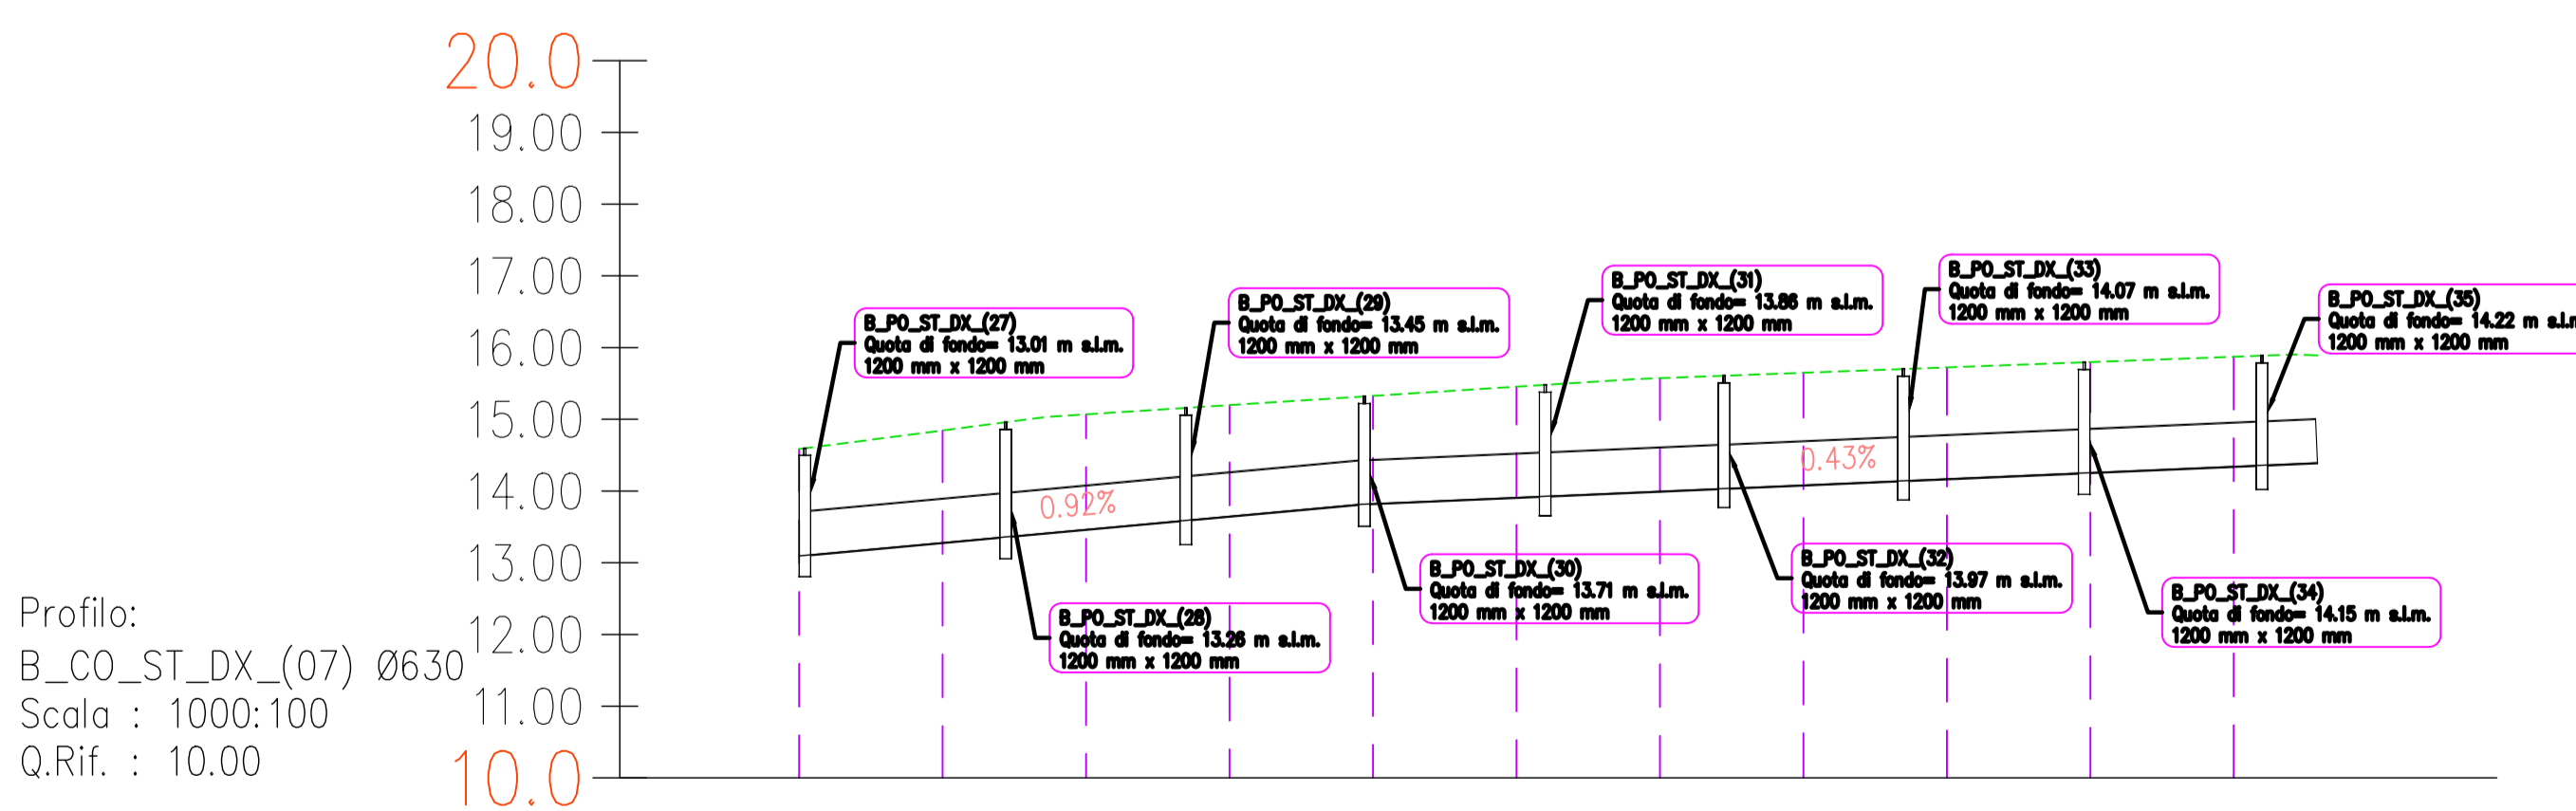 20.0
19.00
18.00
17.00
16.00
15.00
14.00
13.00
12.00
11.00
10.0
Profilo:
B_CO_ST_DX_(07) Ø630
Scala : 1000:100
Q.Rif. : 10.00
B_PO_ST_DX_(27)
Quota di fondo= 13.01 m s.l.m.
1200 mm x 1200 mm
B_PO_ST_DX_(28)
Quota di fondo= 13.26 m s.l.m.
1200 mm x 1200 mm
0.92%
B_PO_ST_DX_(29)
Quota di fondo= 13.45 m s.l.m.
1200 mm x 1200 mm
B_PO_ST_DX_(30)
Quota di fondo= 13.71 m s.l.m.
1200 mm x 1200 mm
B_PO_ST_DX_(31)
Quota di fondo= 13.86 m s.l.m.
1200 mm x 1200 mm
B_PO_ST_DX_(32)
Quota di fondo= 13.97 m s.l.m.
1200 mm x 1200 mm
0.43%
B_PO_ST_DX_(33)
Quota di fondo= 14.07 m s.l.m.
1200 mm x 1200 mm
B_PO_ST_DX_(34)
Quota di fondo= 14.15 m s.l.m.
1200 mm x 1200 mm
B_PO_ST_DX_(35)
Quota di fondo= 14.22 m s.l.m
1200 mm x 1200 mm